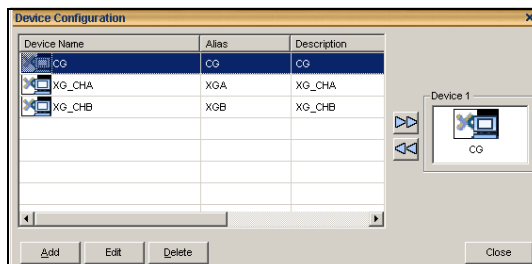 Device Configuration
Device Name Alias Description
CG CG CG
XG_CHA XGA XG_CHA
XG_CHB XGB XG_CHB
Device 1
CG
Add Edit Delete Close